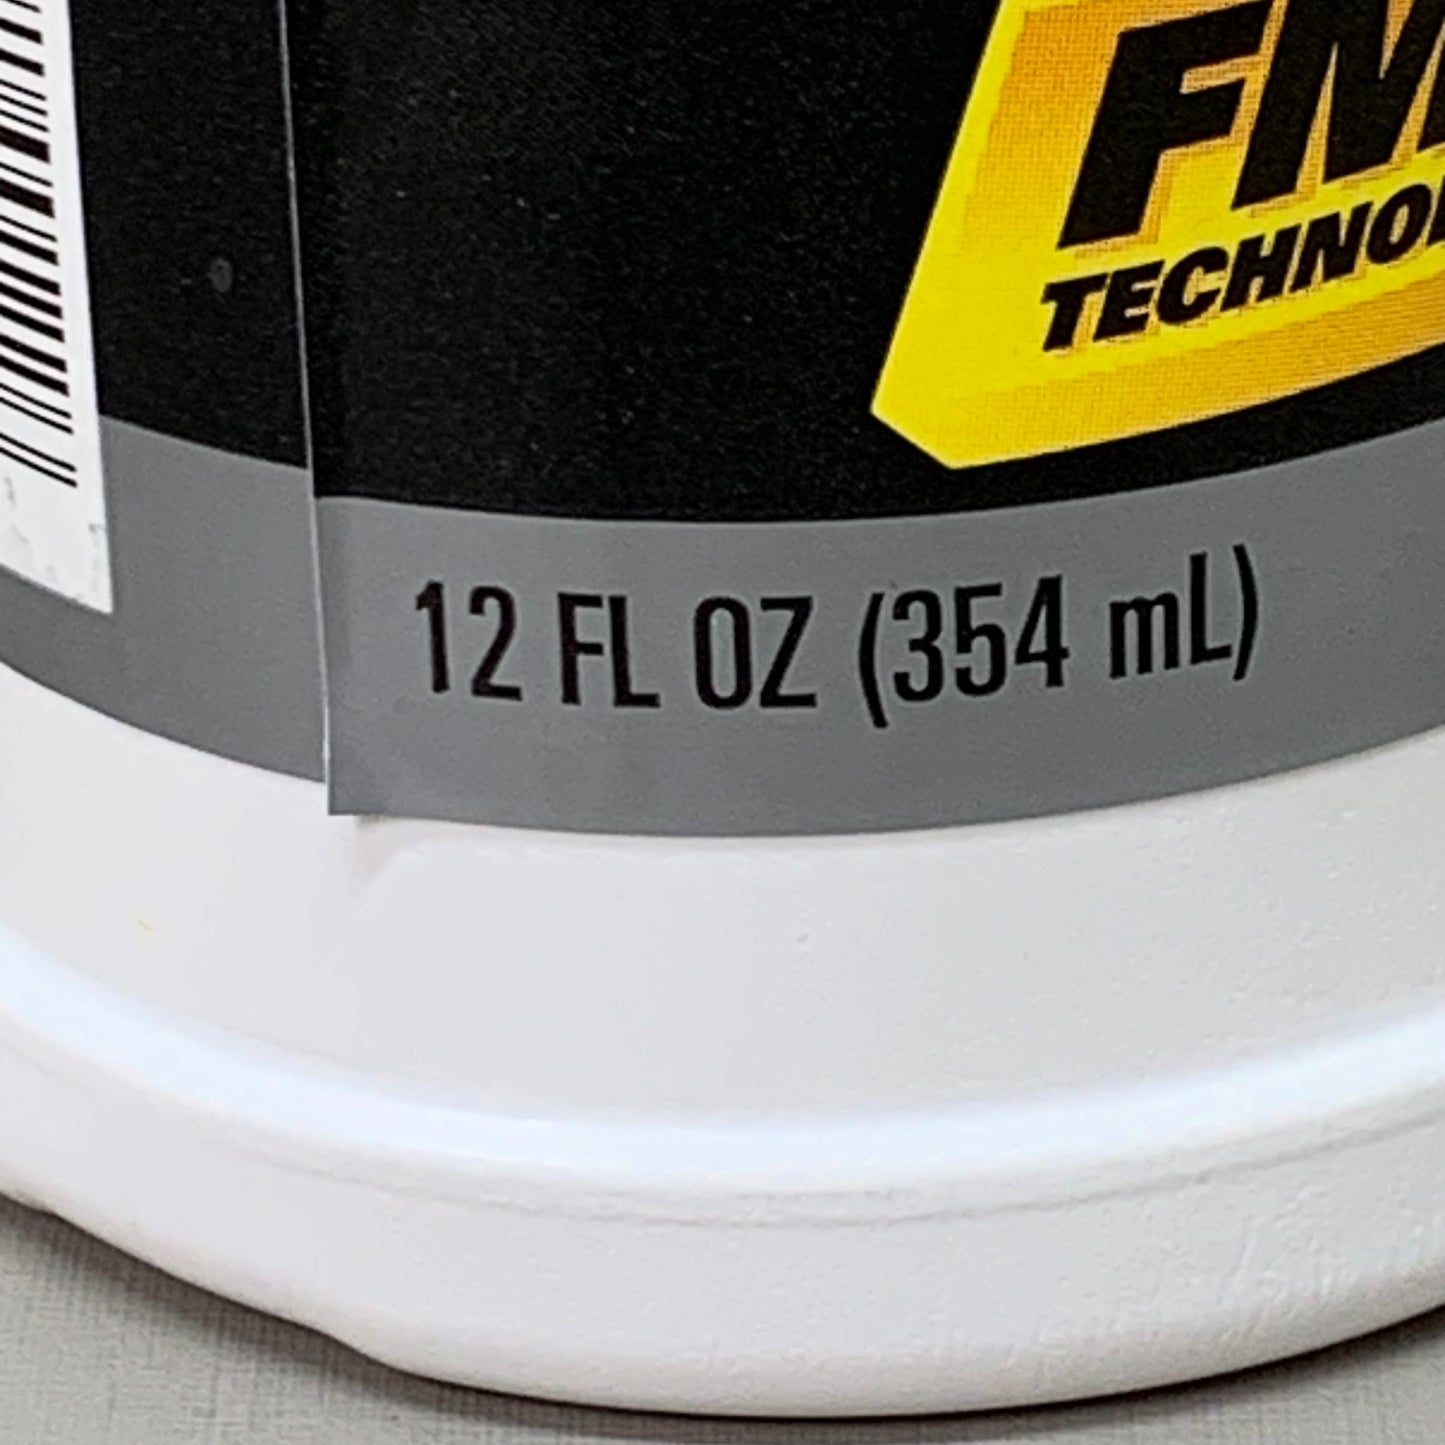 FM
TECHNO
12 FL OZ (354 mL)